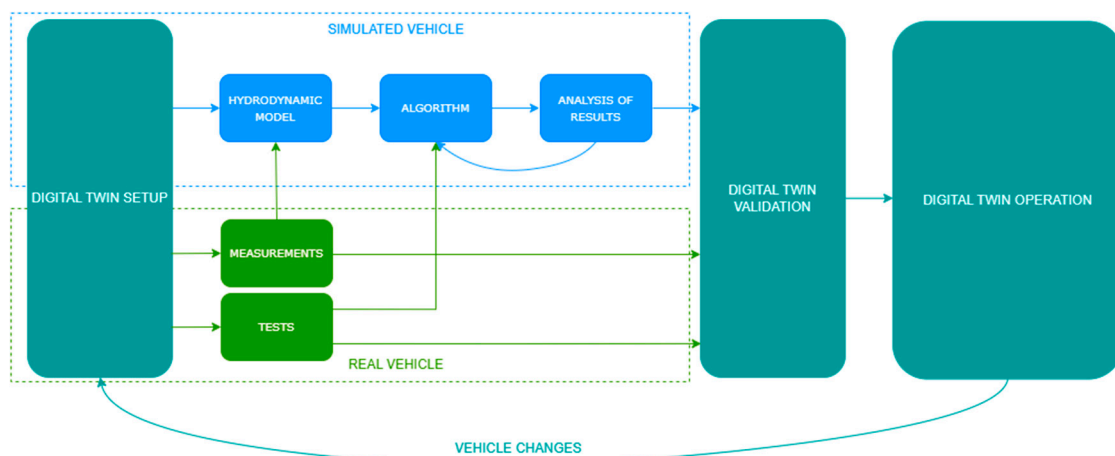 SIMULATED VEHICLE
HYDRODYNAMIC
MODEL
ALGORITHM
ANALYSIS OF
RESULTS
DIGITAL TWIN SETUP
DIGITAL TWIN
VALIDATION
DIGITAL TWIN OPERATION
MEASUREMENTS
TESTS
REAL VEHICLE
VEHICLE CHANGES